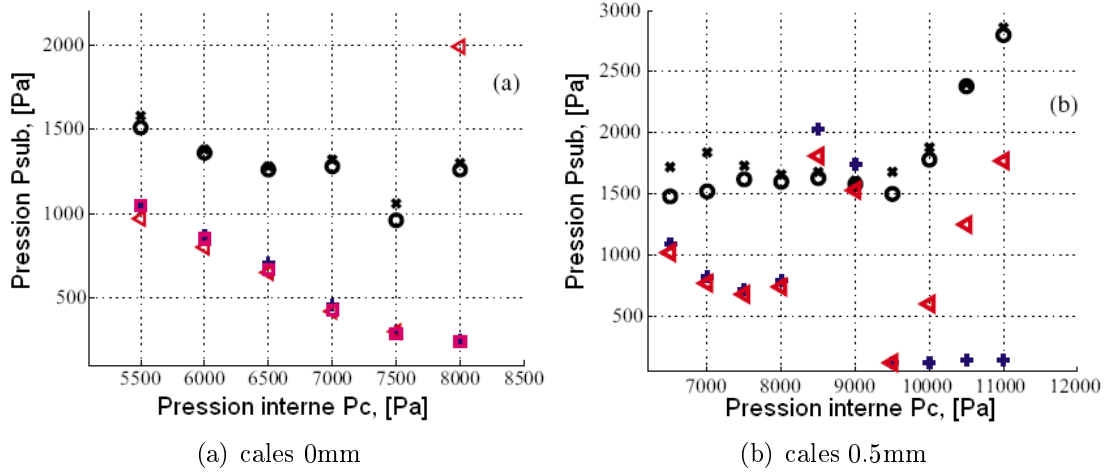 2000
1500
1000
500
Pression Psub, [Pa]
(a)
5500 6000 6500 7000 7500 8000 8500
Pression interne Pc, [Pa]
(a) cales 0mm
3000
2500
2000
1500
1000
500
Pression Psub, [Pa]
(b)
7000 8000 9000 10000 11000 12000
Pression interne Pc, [Pa]
(b) cales 0.5mm